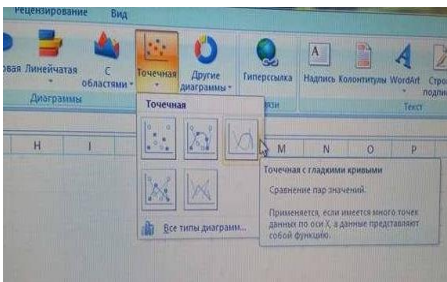 Рецензирование Вид
овая Линейчатая С областями Точечная Другие диаграммы Гиперссылка Надпись Колонтитулы WordArt
Диаграммы
Текст
Точечная
H I M N O P
Точечная с гладкими кривыми
Сравнение пар значений.
Применяется, если имеется много точек
данных по оси X, а данные представляют
собой функцию.
Все типы диаграмм...